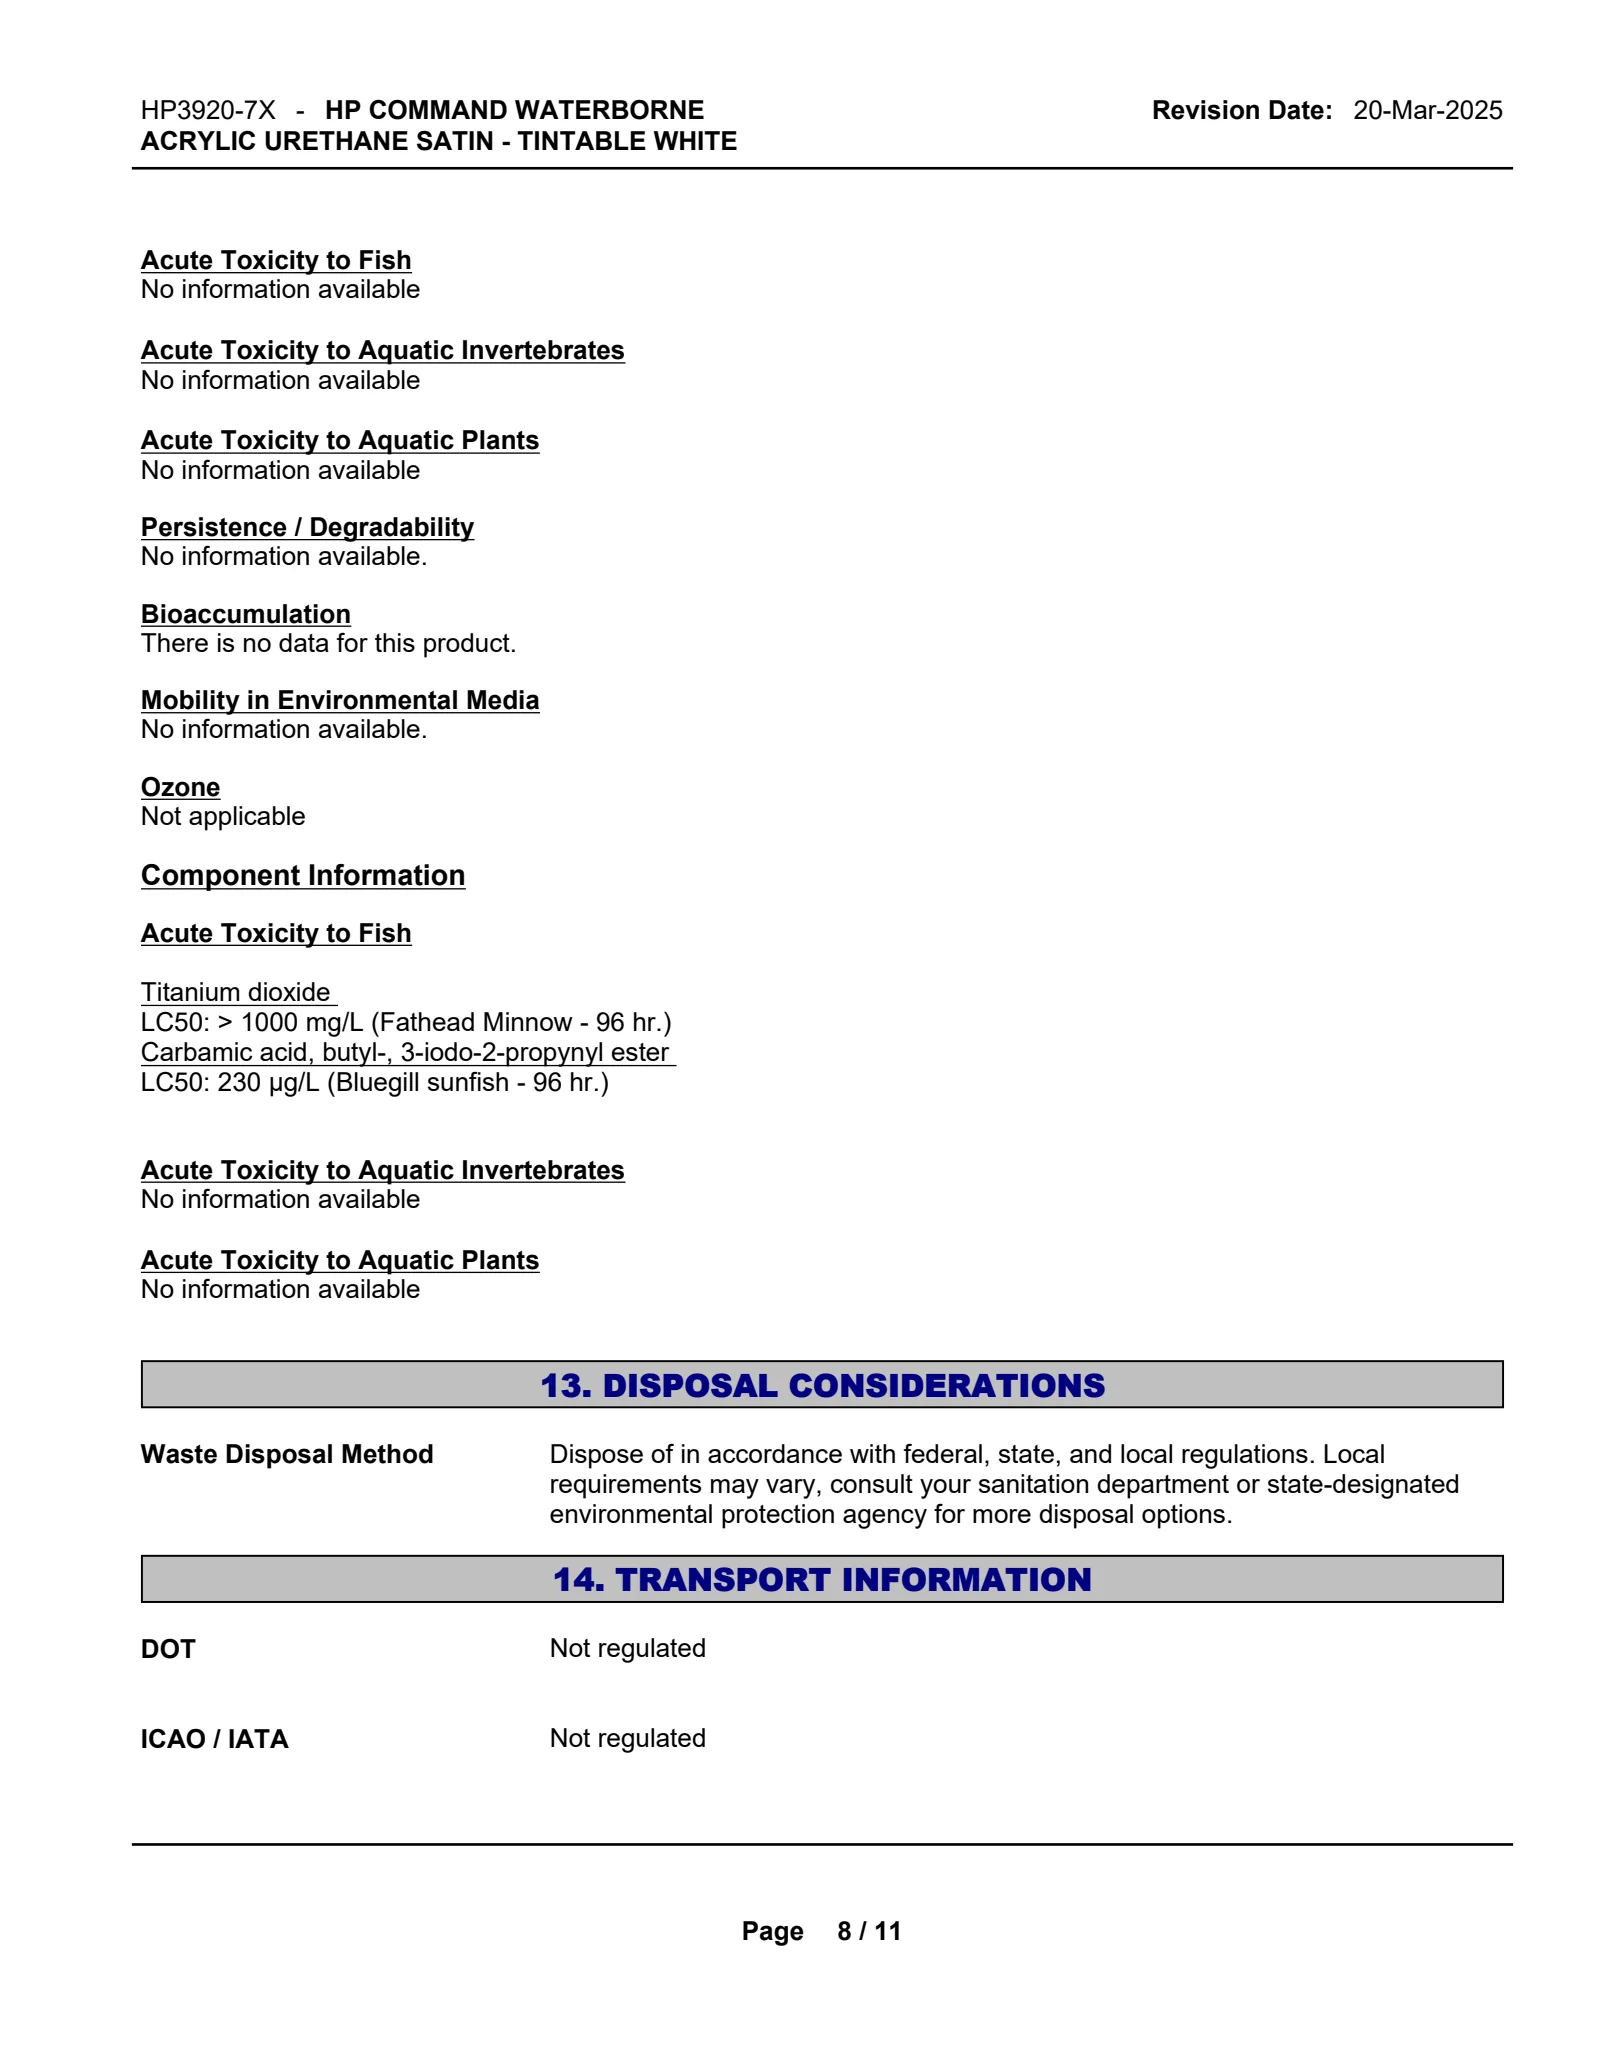 HP3920-7X - HP COMMAND WATERBORNE
ACRYLIC URETHANE SATIN - TINTABLE WHITE
Revision Date: 20-Mar-2025
Acute Toxicity to Fish
No information available
Acute Toxicity to Aquatic Invertebrates
No information available
Acute Toxicity to Aquatic Plants
No information available
Persistence / Degradability
No information available.
Bioaccumulation
There is no data for this product.
Mobility in Environmental Media
No information available.
Ozone
Not applicable
Component Information
Acute Toxicity to Fish
Titanium dioxide
LC50: > 1000 mg/L (Fathead Minnow - 96 hr.)
Carbamic acid, butyl-, 3-iodo-2-propynyl ester
LC50: 230 µg/L (Bluegill sunfish - 96 hr.)
Acute Toxicity to Aquatic Invertebrates
No information available
Acute Toxicity to Aquatic Plants
No information available
13. DISPOSAL CONSIDERATIONS
Waste Disposal Method Dispose of in accordance with federal, state, and local regulations. Local
requirements may vary, consult your sanitation department or state-designated
environmental protection agency for more disposal options.
14. TRANSPORT INFORMATION
DOT Not regulated
ICAO / IATA Not regulated
Page 8 / 11